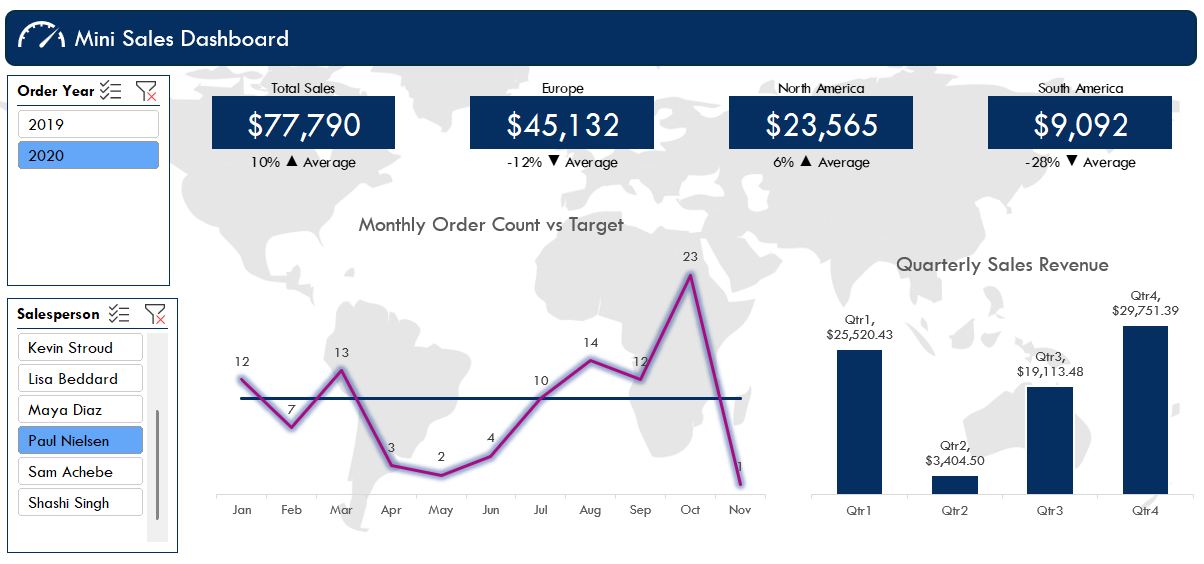 Mini Sales Dashboard
Order Year
2019
2020
Salesperson
Kevin Stroud
Lisa Beddard
Maya Diaz
Paul Nielsen
Sam Achebe
Shashi Singh
Total Sales
$77,790
10% ▲ Average
Europe
$45,132
-12% ▼ Average
North America
$23,565
6% ▲ Average
South America
$9,092
-28% ▼ Average
Monthly Order Count vs Target
12
7
13
3
2
4
10
14
12
23
1
Jan Feb Mar Apr May Jun Jul Aug Sep Oct Nov
Quarterly Sales Revenue
Qtr1,
$25,520.43
Qtr2,
$3,404.50
Qtr3,
$19,113.48
Qtr4,
$29,751.39
Qtr1 Qtr2 Qtr3 Qtr4